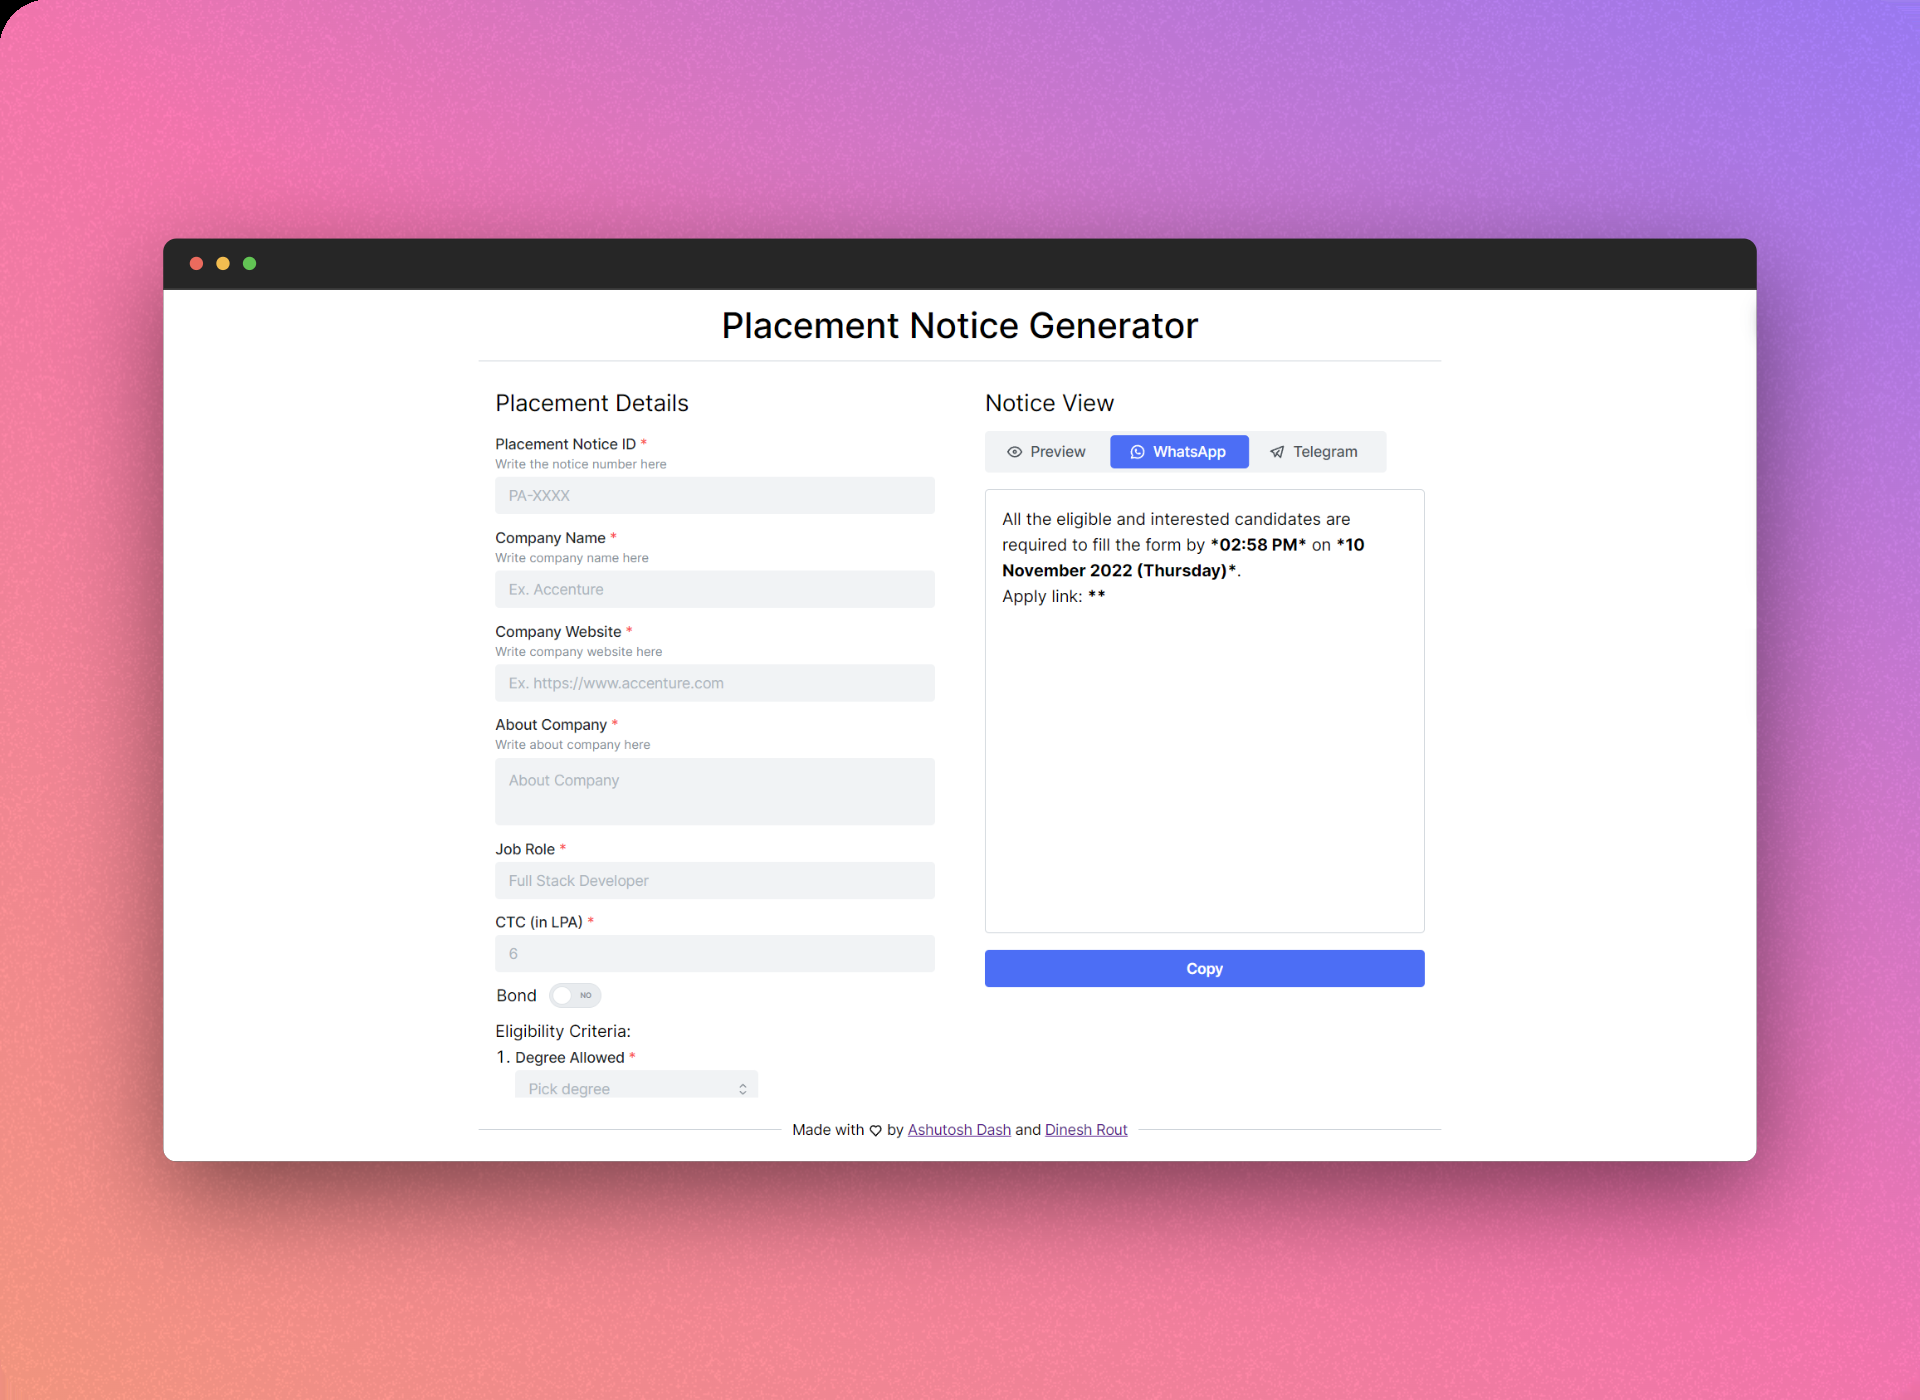 Placement Notice Generator
Placement Details
Placement Notice ID *
Write the notice number here
PA-XXXX
Company Name *
Write company name here
Ex. Accenture
Company Website *
Write company website here
Ex. https://www.accenture.com
About Company *
Write about company here
About Company
Job Role *
Full Stack Developer
CTC (in LPA) *
6
Bond NO
Eligibility Criteria:
1. Degree Allowed *
Pick degree
Notice View
Preview WhatsApp Telegram
All the eligible and interested candidates are
required to fill the form by *02:58 PM* on *10
November 2022 (Thursday)*.
Apply link: **
Copy
Made with ♡ by Ashutosh Dash and Dinesh Rout